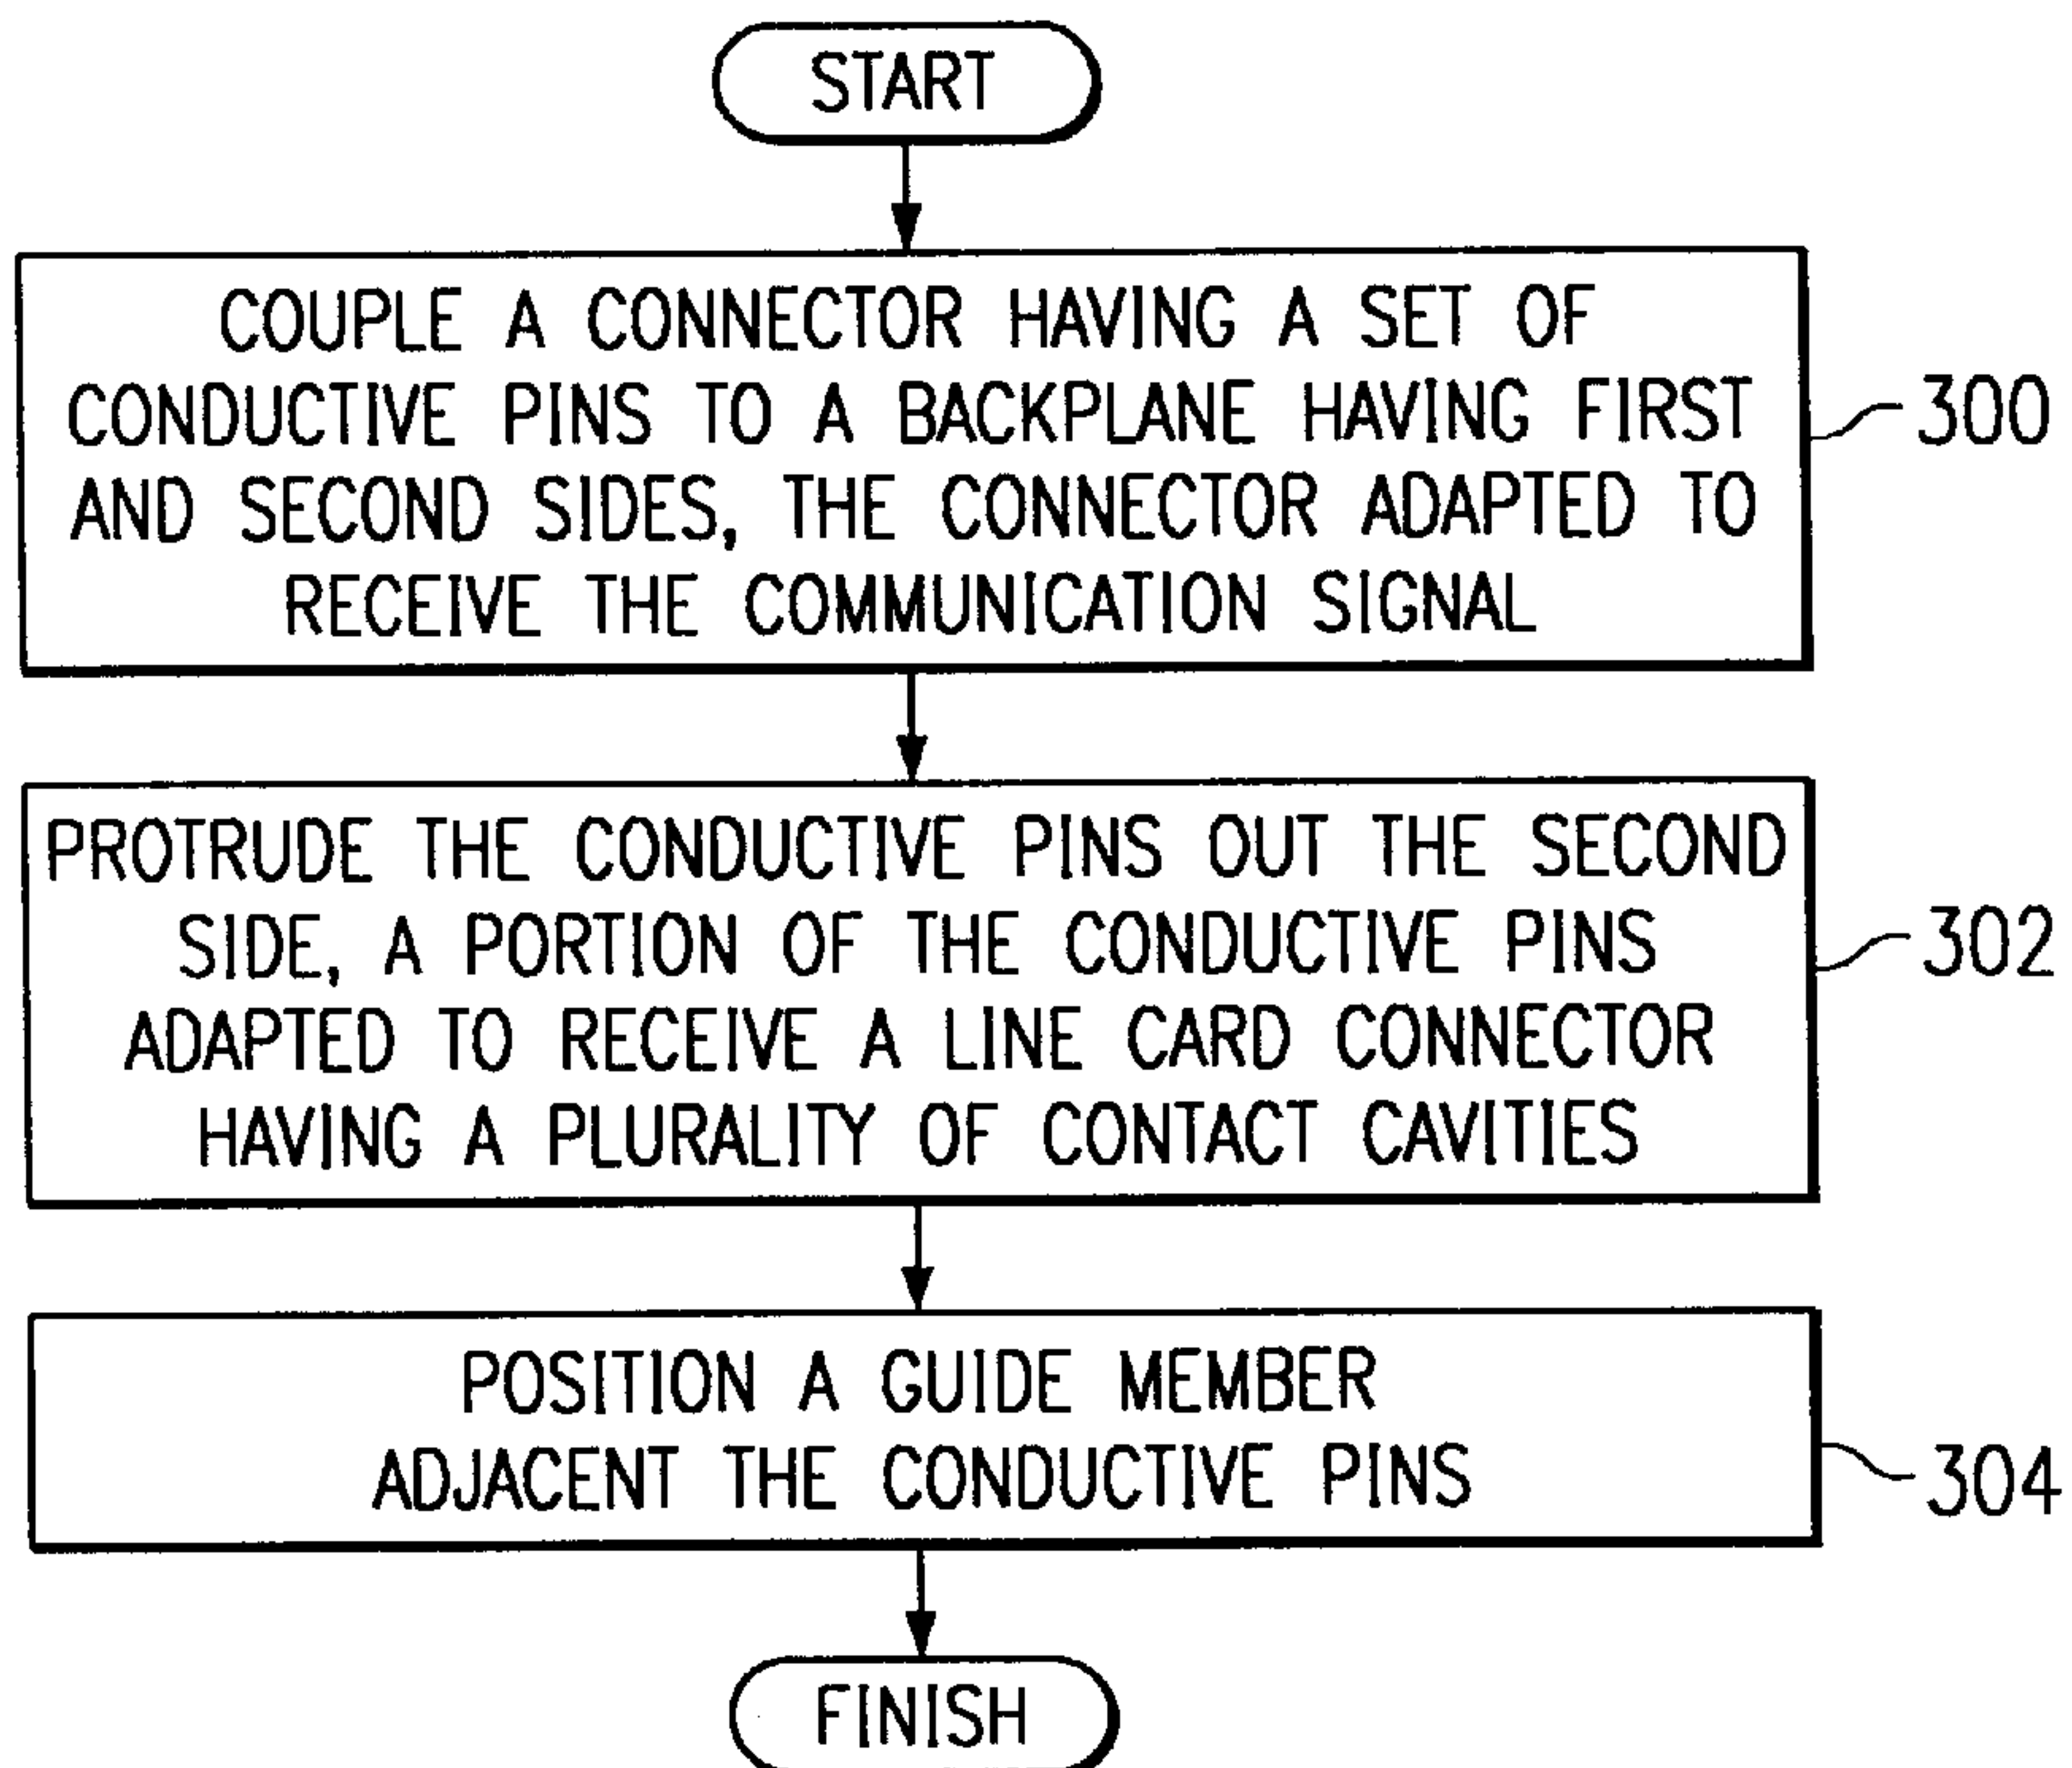 START
COUPLE A CONNECTOR HAVING A SET OF
CONDUCTIVE PINS TO A BACKPLANE HAVING FIRST
AND SECOND SIDES, THE CONNECTOR ADAPTED TO
RECEIVE THE COMMUNICATION SIGNAL
300
PROTRUDE THE CONDUCTIVE PINS OUT THE SECOND
SIDE, A PORTION OF THE CONDUCTIVE PINS
ADAPTED TO RECEIVE A LINE CARD CONNECTOR
HAVING A PLURALITY OF CONTACT CAVITIES
302
POSITION A GUIDE MEMBER
ADJACENT THE CONDUCTIVE PINS
304
FINISH